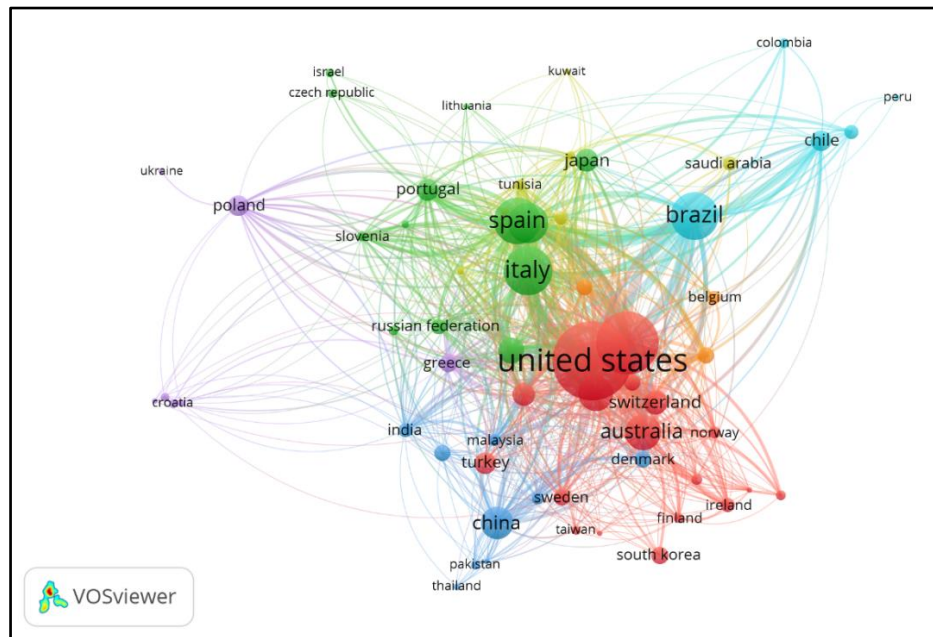 colombia
israel
kuwait
czech republic
peru
lithuania
chile
japan
saudi arabia
ukraine
tunisia
portugal
poland
brazil
spain
slovenia
italy
belgium
russian federation
united states
greece
switzerland
croatia
india
australia
norway
malaysia
denmark
turkey
sweden
ireland
china
taiwan
finland
south korea
pakistan
thailand
VOSviewer